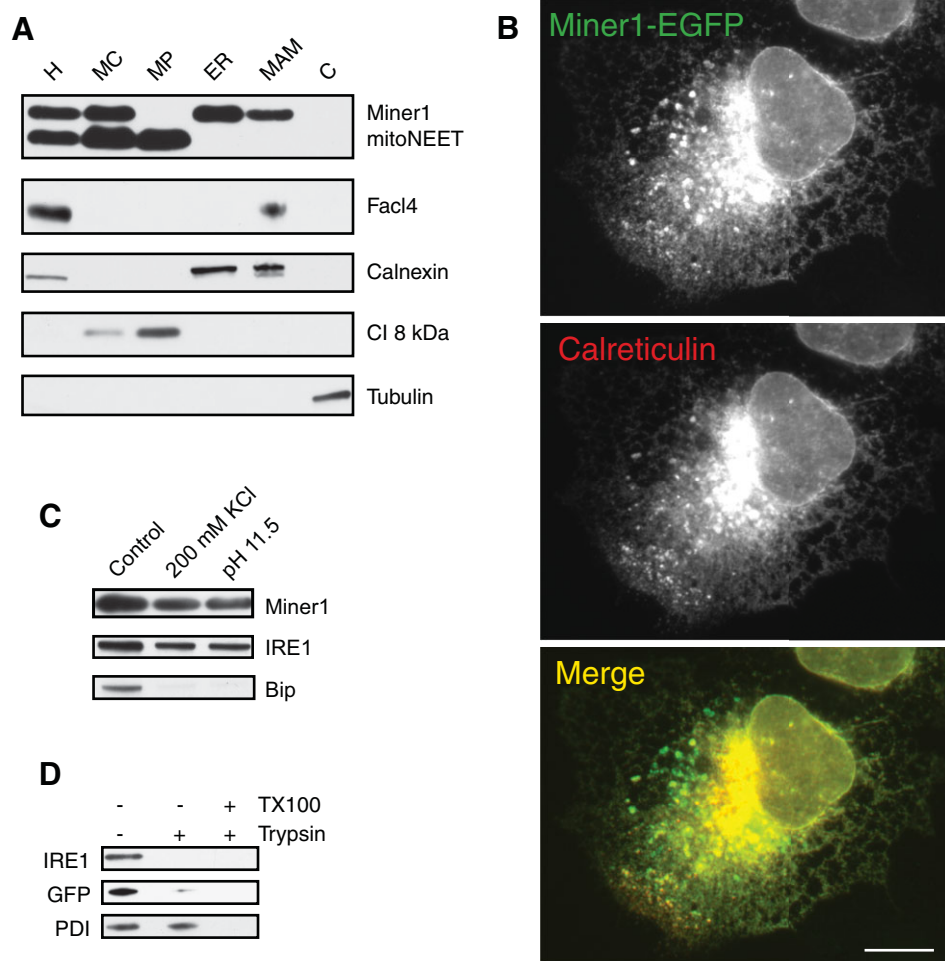 A
H MC MP ER MAM C
Miner1
mitoNEET
Facl4
Calnexin
CI 8 kDa
Tubulin
B
Miner1-EGFP
Calreticulin
Merge
C
Control 200 mM KCl pH 11.5
Miner1
IRE1
Bip
D
- - + TX100
- + + Trypsin
IRE1
GFP
PDI